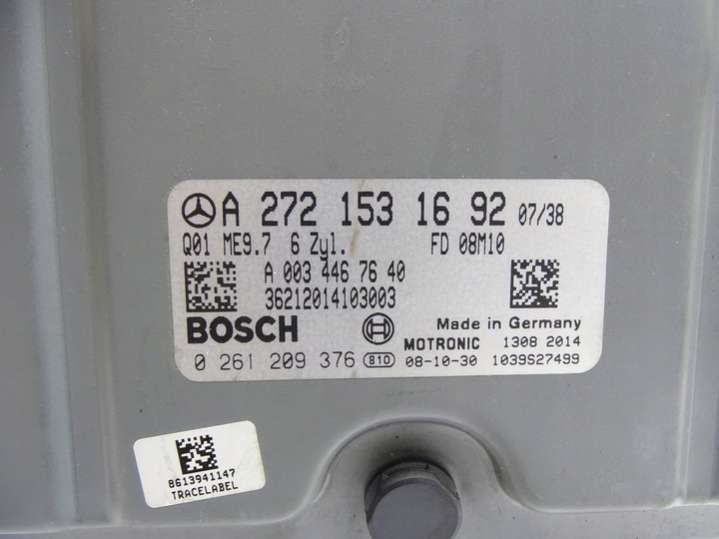 A 272 153 16 92 07/38
Q01 ME9.7 6 Zyl. FD 08M10
A 003 446 76 40
36212014103003
BOSCH Made in Germany
MOTRONIC 1308 2014
0 261 209 376 810 08-10-30 1039S27499
8613941147
TRACELABEL